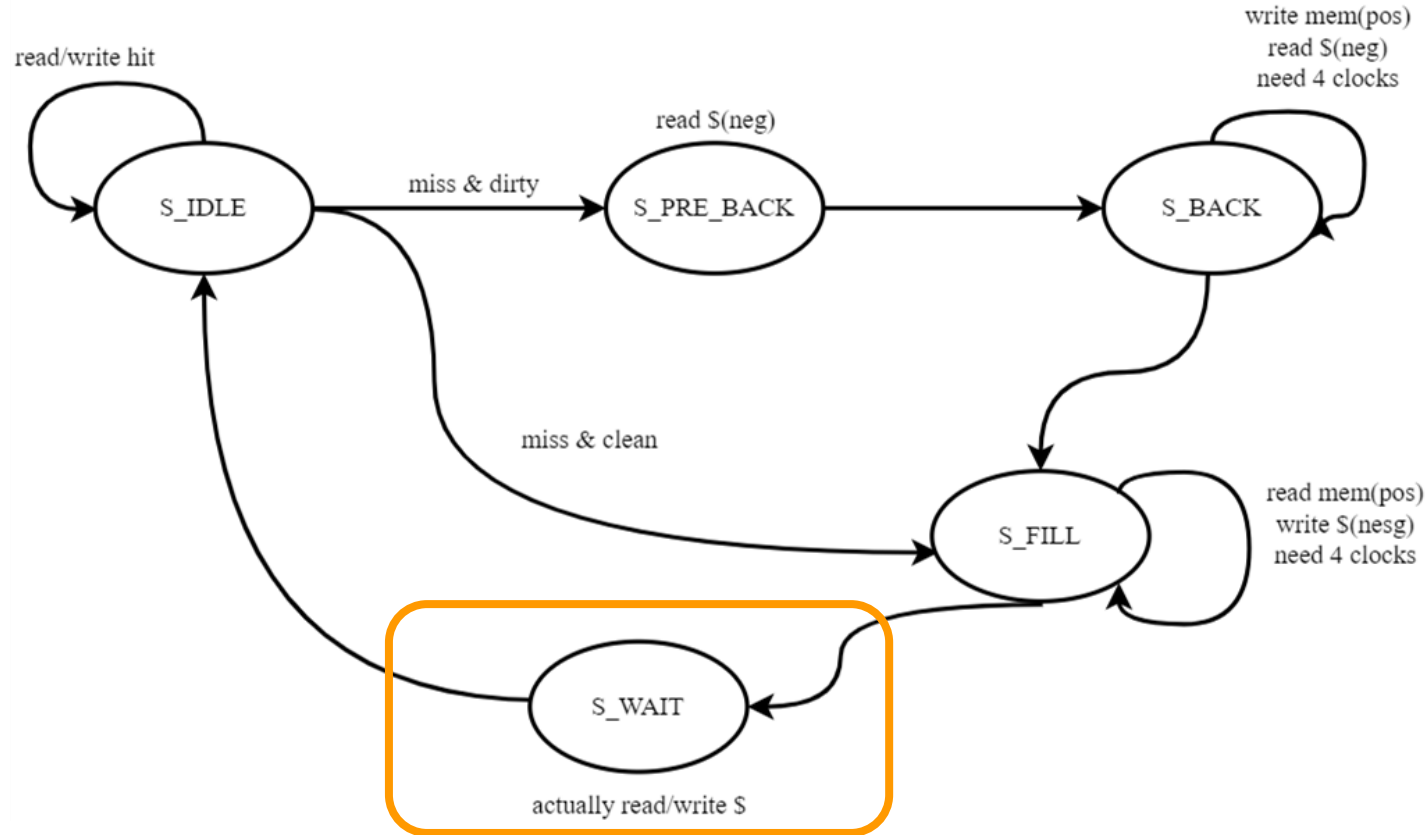 write mem(pos)
read $(neg)
need 4 clocks
read/write hit
read $(neg)
S_IDLE
miss & dirty
S_PRE_BACK
S_BACK
miss & clean
S_FILL
read mem(pos)
write $(nesg)
need 4 clocks
S_WAIT
actually read/write $